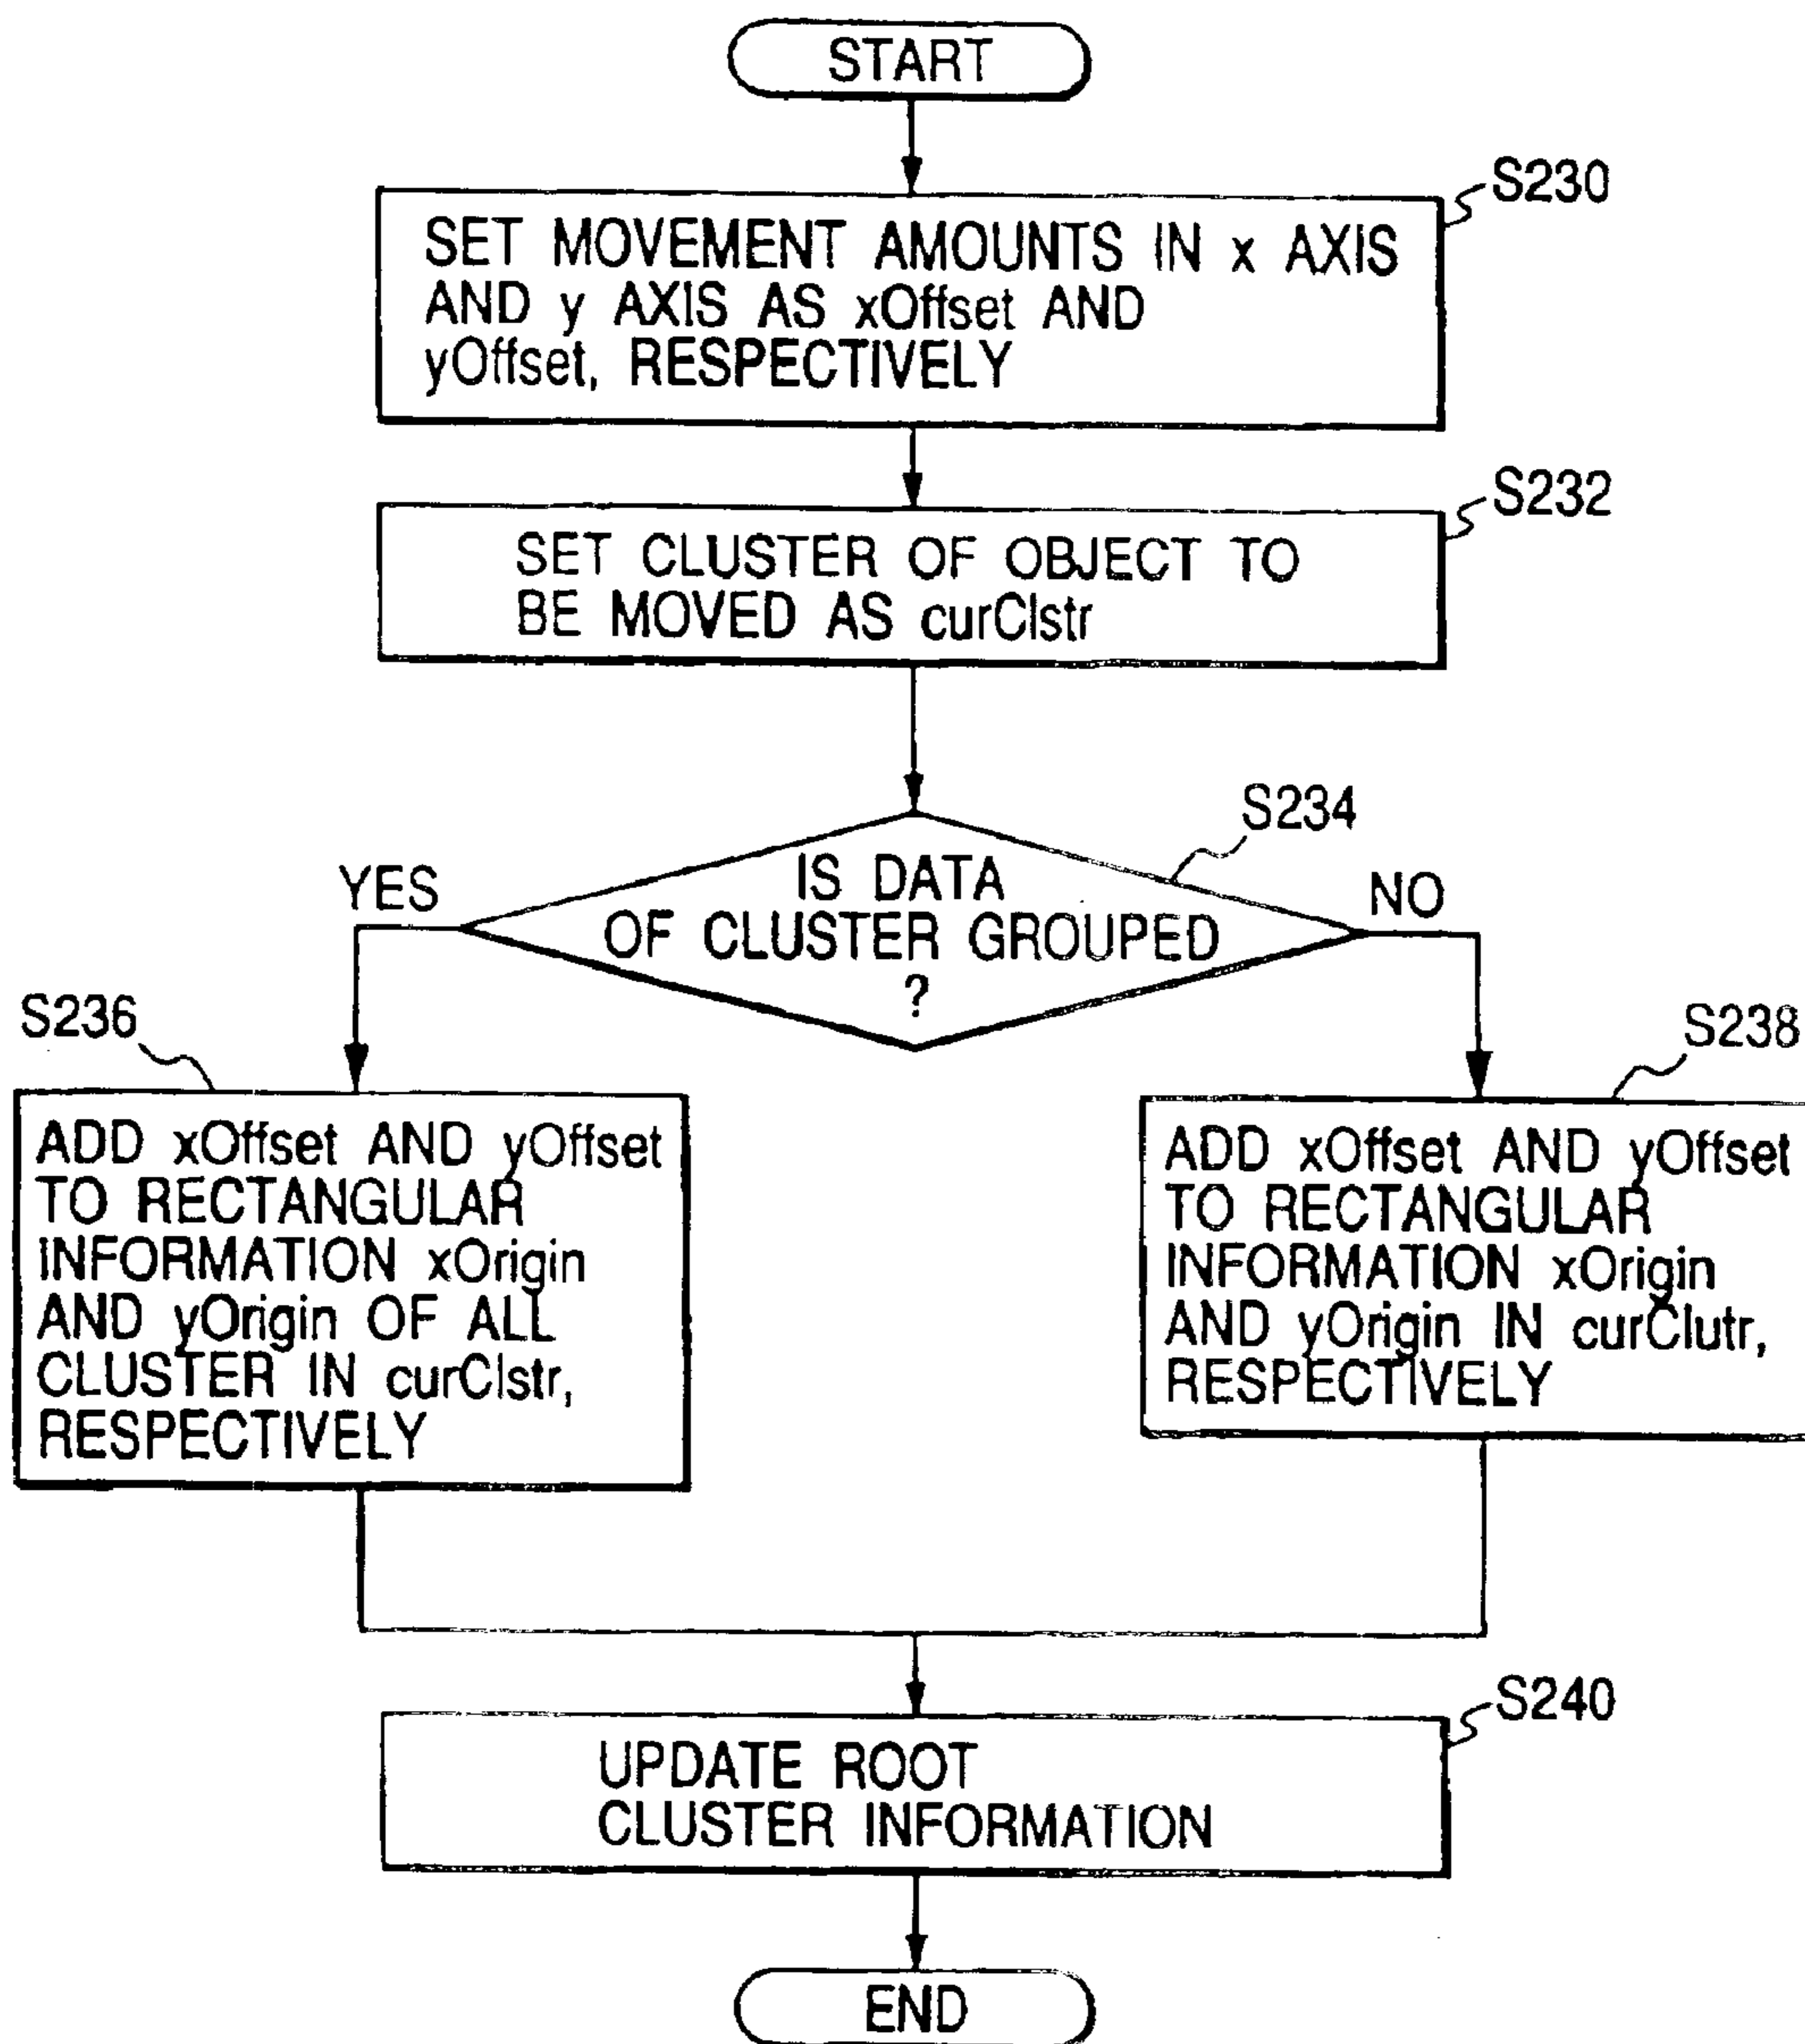 START
S230
SET MOVEMENT AMOUNTS IN x AXIS
AND y AXIS AS xOffset AND
yOffset, RESPECTIVELY
S232
SET CLUSTER OF OBJECT TO
BE MOVED AS curClstr
S234
IS DATA
OF CLUSTER GROUPED
?
YES
NO
S236
ADD xOffset AND yOffset
TO RECTANGULAR
INFORMATION xOrigin
AND yOrigin OF ALL
CLUSTER IN curClstr,
RESPECTIVELY
S238
ADD xOffset AND yOffset
TO RECTANGULAR
INFORMATION xOrigin
AND yOrigin IN curClutr,
RESPECTIVELY
S240
UPDATE ROOT
CLUSTER INFORMATION
END